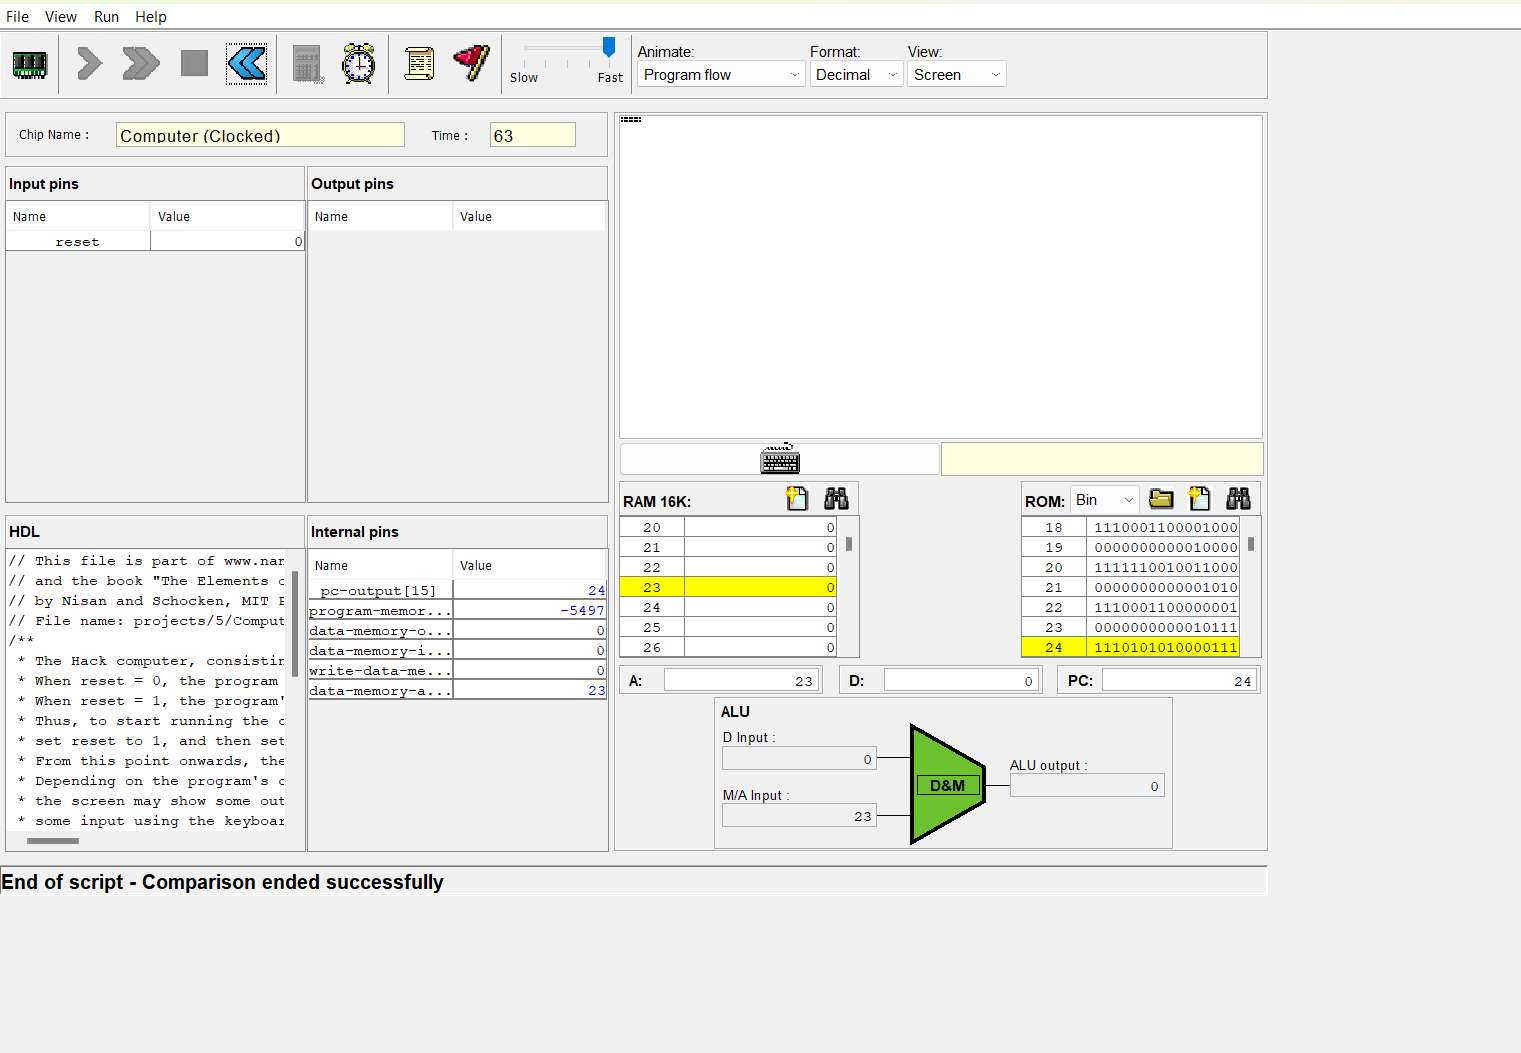 File View Run Help
Animate: Format: View:
Slow Fast Program flow Decimal Screen
Chip Name : Computer (Clocked) Time : 63
Input pins
Name Value
reset 0
Output pins
Name Value
HDL
// This file is part of www.nan
// and the book "The Elements o
// by Nisan and Schocken, MIT P
// File name: projects/5/Comput
/**
* The Hack computer, consistin
* When reset = 0, the program
* When reset = 1, the program'
* Thus, to start running the c
* set reset to 1, and then set
* From this point onwards, the
* Depending on the program's c
* the screen may show some out
* some input using the keyboar
Internal pins
Name Value
pc-output[15] 24
program-memor... -5497
data-memory-o... 0
data-memory-i... 0
write-data-me... 0
data-memory-a... 23
RAM 16K:
20 0
21 0
22 0
23 0
24 0
25 0
26 0
ROM: Bin
18 1110001100001000
19 0000000000010000
20 1111110010011000
21 0000000000001010
22 1110001100000001
23 0000000000010111
24 1110101010000111
A: 23 D: 0 PC: 24
ALU
D Input :
0
M/A Input :
23
D&M
ALU output :
0
End of script - Comparison ended successfully